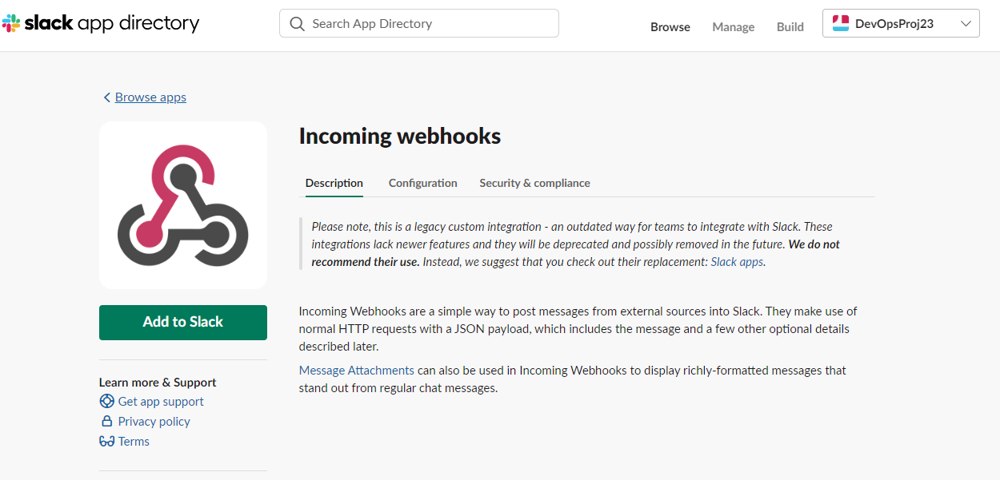 slack app directory
Search App Directory
Browse
Manage
Build
DevOpsProj23
Browse apps
Incoming webhooks
Description
Configuration
Security & compliance
Please note, this is a legacy custom integration - an outdated way for teams to integrate with Slack. These
integrations lack newer features and they will be deprecated and possibly removed in the future. We do not
recommend their use. Instead, we suggest that you check out their replacement: Slack apps.
Add to Slack
Incoming Webhooks are a simple way to post messages from external sources into Slack. They make use of
normal HTTP requests with a JSON payload, which includes the message and a few other optional details
described later.
Message Attachments can also be used in Incoming Webhooks to display richly-formatted messages that
stand out from regular chat messages.
Learn more & Support
Get app support
Privacy policy
Terms